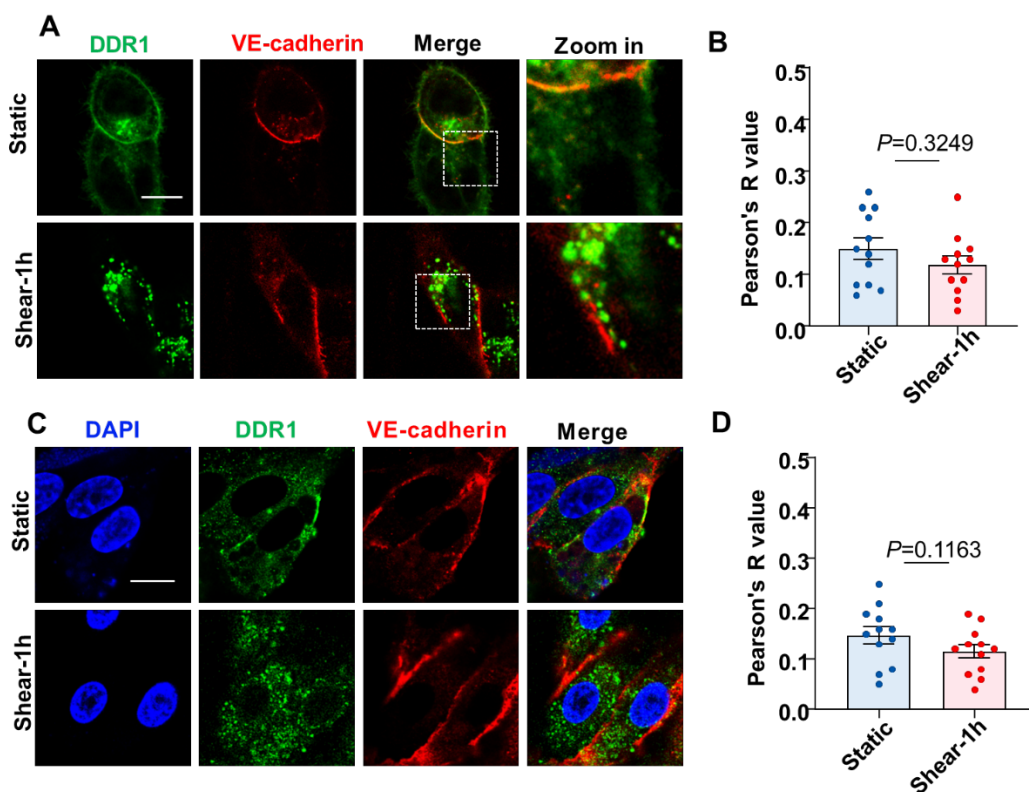 A
DDR1 VE-cadherin Merge Zoom in
Static
Shear-1h
B
Pearson's R value
0.5
0.4
0.3
0.2
0.1
0.0
P=0.3249
Static Shear-1h
C
DAPI DDR1 VE-cadherin Merge
Static
Shear-1h
D
Pearson's R value
0.5
0.4
0.3
0.2
0.1
0.0
P=0.1163
Static Shear-1h